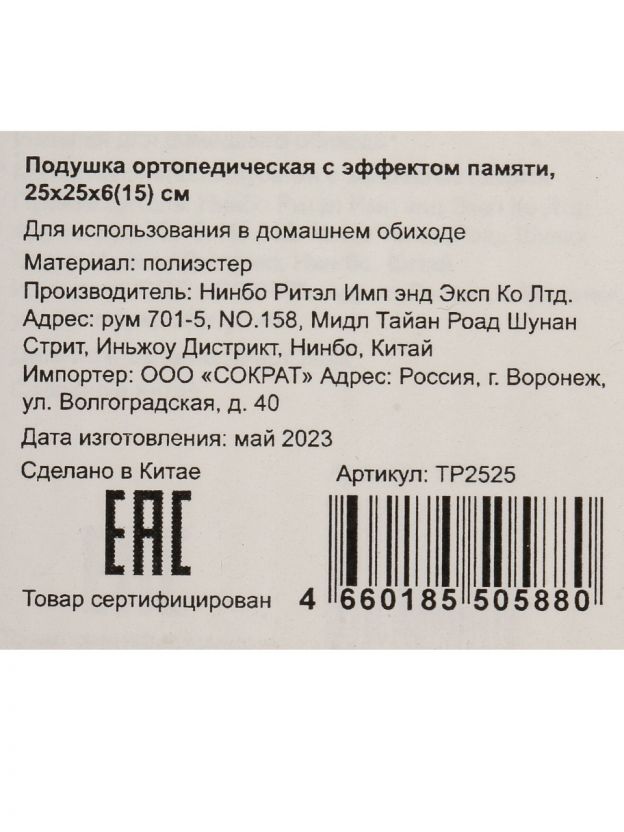 Подушка ортопедическая с эффектом памяти,
25х25х6(15) см
Для использования в домашнем обиходе
Материал: полиэстер
Производитель: Нинбо Ритэл Имп энд Эксп Ко Лтд.
Адрес: рум 701-5, NO.158, Мидл Тайан Роад Шунан
Стрит, Иньжоу Дистрикт, Нинбо, Китай
Импортер: ООО «СОКРАТ» Адрес: Россия, г. Воронеж,
ул. Волгоградская, д. 40
Дата изготовления: май 2023
Сделано в Китае
Артикул: TP2525
EAC
Товар сертифицирован
4 660185 505880